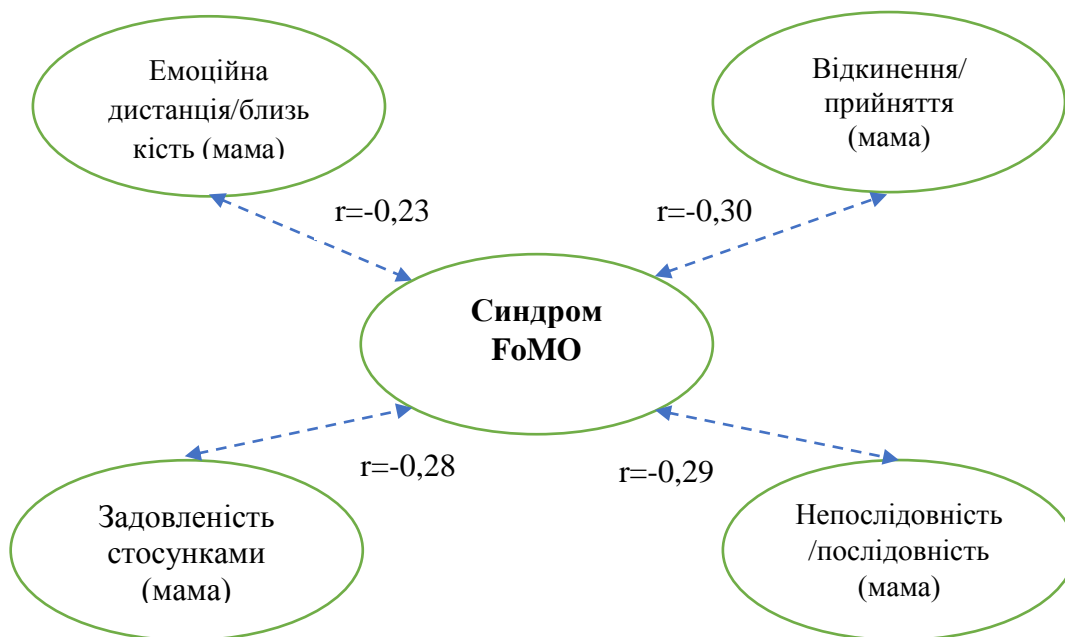 Емоційна
дистанція/близь
кість (мама)
Відкинення/
прийняття
(мама)
r=-0,23
r=-0,30
Синдром
FoMO
r=-0,28
r=-0,29
Задовленість
стосунками
(мама)
Непослідовність
/послідовність
(мама)